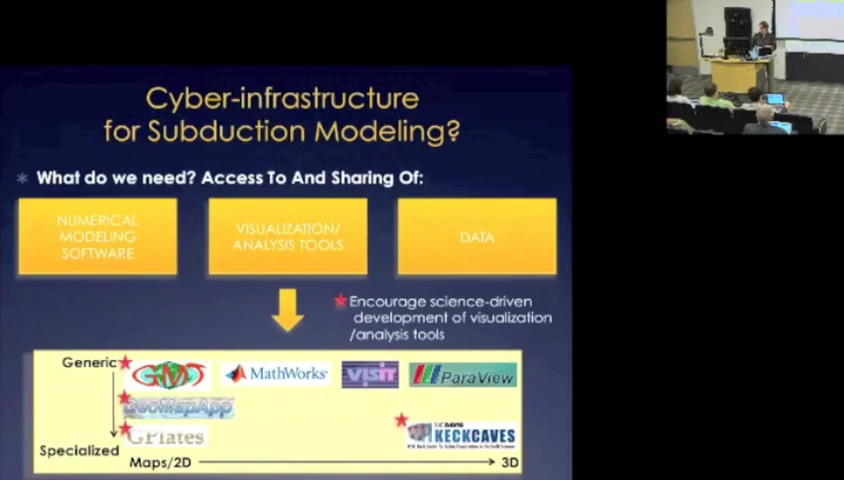 Cyber-infrastructure
for Subduction Modeling?
What do we need? Access To And Sharing Of:
NUMERICAL
MODELING
SOFTWARE
VISUALIZATION/
ANALYSIS TOOLS
DATA
Encourage science-driven
development of visualization
/analysis tools
Generic
GMT
MathWorks
VISIT
ParaView
GeoMapApp
GPlates
UC DAVIS
KECKCAVES
Specialized
Maps/2D
3D